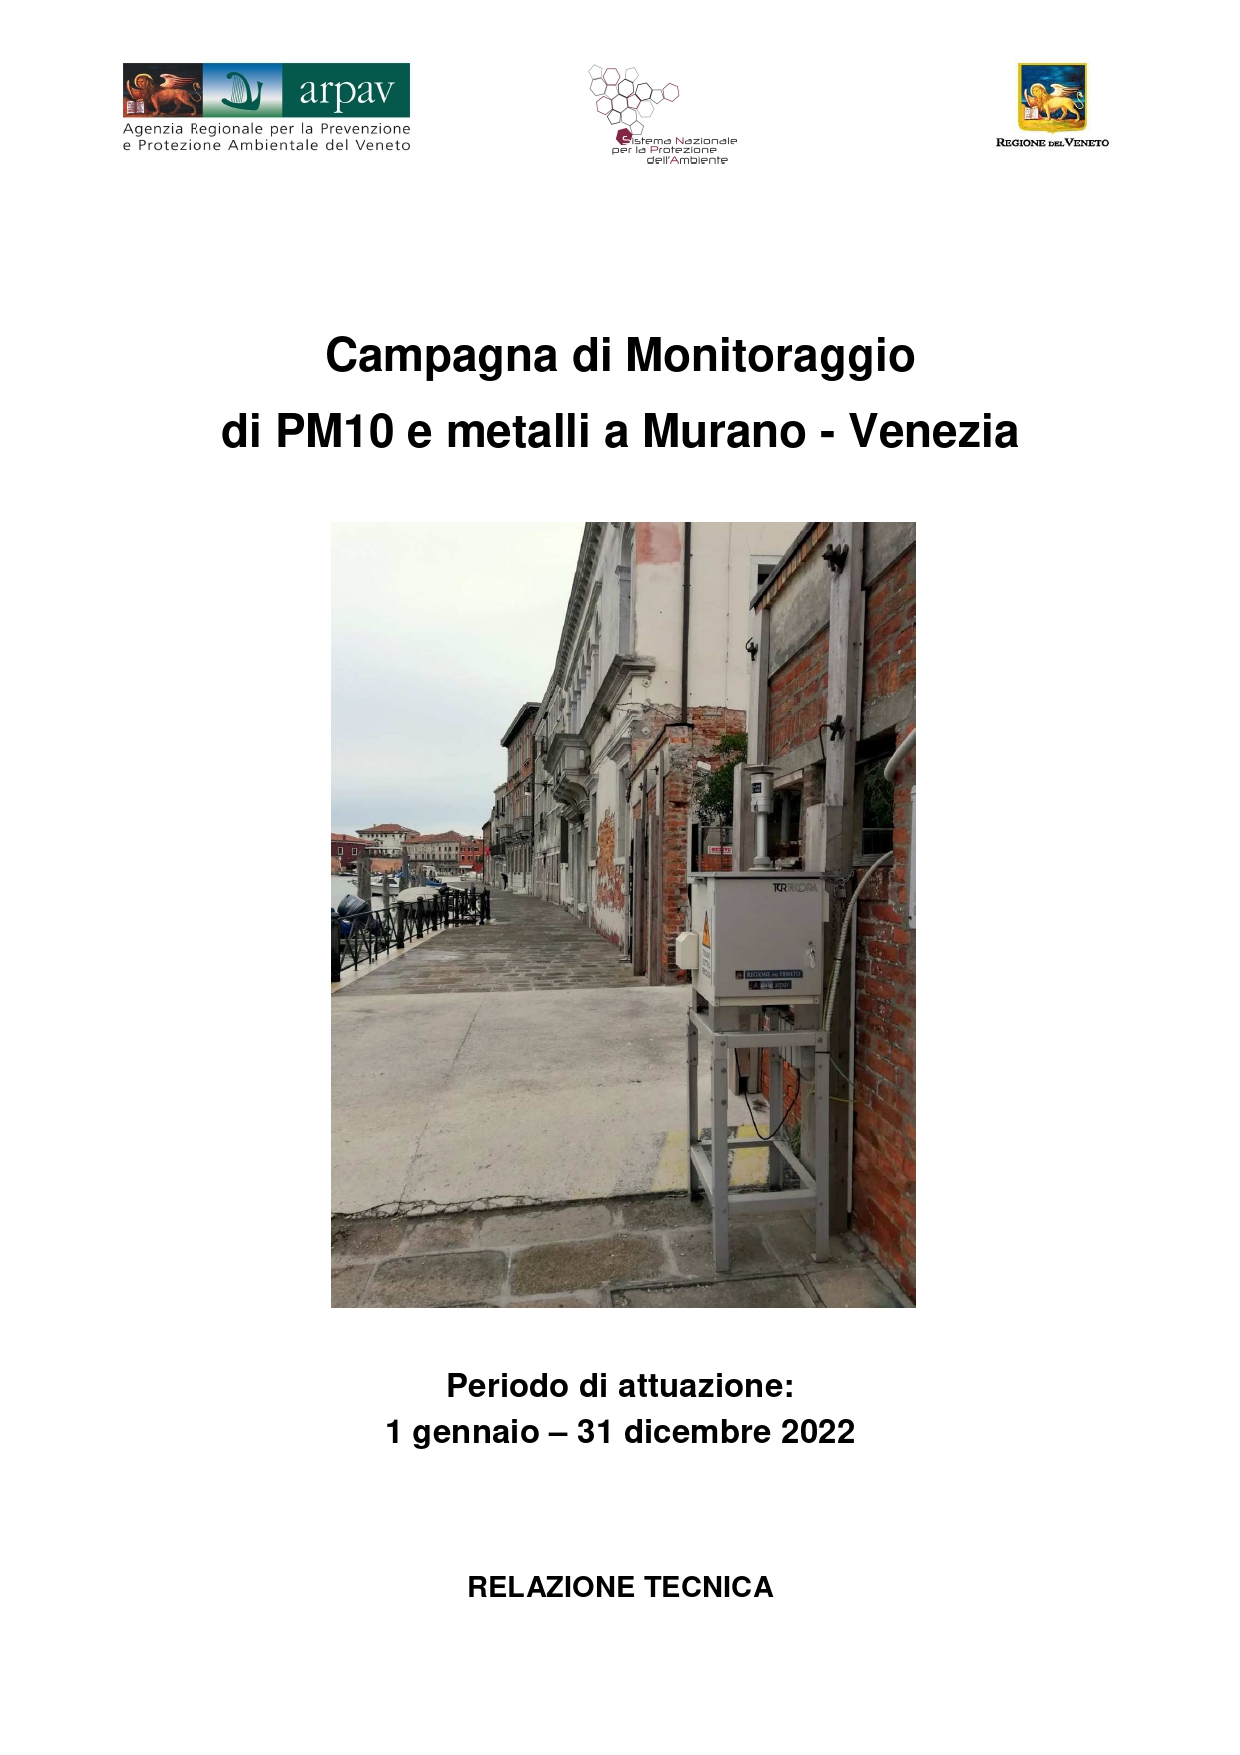 arpav
Agenzia Regionale per la Prevenzione
e Protezione Ambientale del Veneto
Sistema Nazionale
per la Protezione
dell'Ambiente
REGIONE DEL VENETO
Campagna di Monitoraggio
di PM10 e metalli a Murano - Venezia
TCR TECORA
REGIONE DEL VENETO
arpav
Periodo di attuazione:
1 gennaio – 31 dicembre 2022
RELAZIONE TECNICA